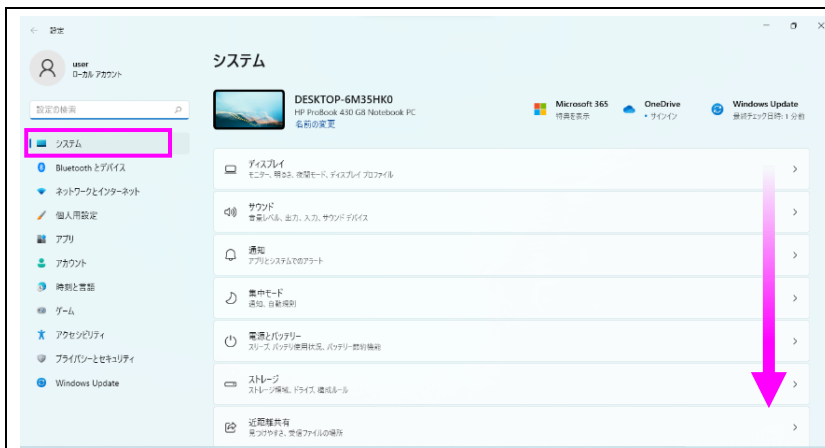 設定
user
ローカル アカウント
設定の検索
システム
Bluetooth とデバイス
ネットワークとインターネット
個人用設定
アプリ
アカウント
時刻と言語
ゲーム
アクセシビリティ
プライバシーとセキュリティ
Windows Update
システム
DESKTOP-6M35HK0
HP ProBook 430 G8 Notebook PC
名前の変更
Microsoft 365
特典を表示
OneDrive
• サインイン
Windows Update
最終チェック日時: 1 分前
ディスプレイ
モニター、明るさ、夜間モード、ディスプレイ プロファイル
サウンド
音量レベル、出力、入力、サウンド デバイス
通知
アプリとシステムでのアラート
集中モード
通知、自動規則
電源とバッテリー
スリープ、バッテリ使用状況、バッテリー節約機能
ストレージ
ストレージ領域、ドライブ、構成ルール
近距離共有
見つけやすさ、受信ファイルの場所